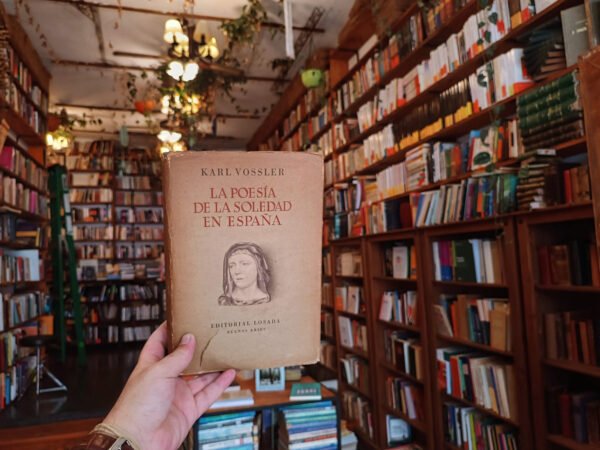 KARL VOSSLER
LA POESÍA
DE LA SOLEDAD
EN ESPAÑA
EDITORIAL LOSADA
BUENOS AIRES